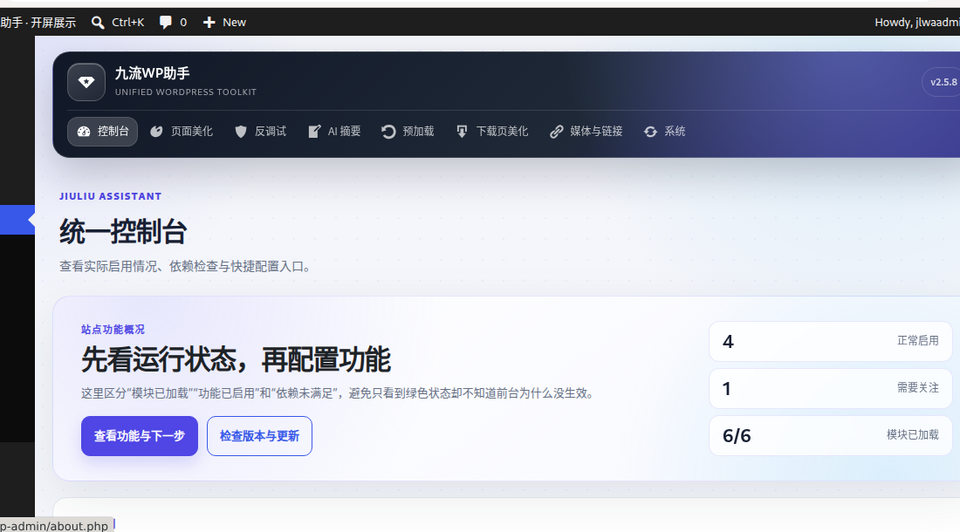 助手 · 开屏展示 Ctrl+K 0 New Howdy, jlwaadmi
九流WP助手
UNIFIED WORDPRESS TOOLKIT
v2.5.8
控制台 页面美化 反调试 AI 摘要 预加载 下载页美化 媒体与链接 系统
JIULIU ASSISTANT
统一控制台
查看实际启用情况、依赖检查与快捷配置入口。
站点功能概况
先看运行状态，再配置功能
这里区分“模块已加载”“功能已启用”和“依赖未满足”，避免只看到绿色状态却不知道前台为什么没生效。
查看功能与下一步 检查版本与更新
4 正常启用
1 需要关注
6/6 模块已加载
p-admin/about.php